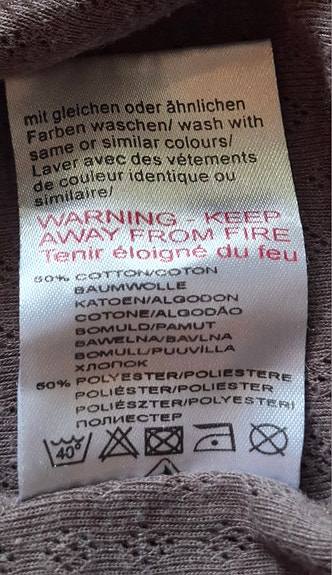 mit gleichen oder ähnlichen
Farben waschen/ wash with
same or similar colours/
Laver avec des vêtements
de couleur identique ou
similaire/
WARNING - KEEP
AWAY FROM FIRE
Tenir éloigné du feu
50% COTTON/COTON
BAUMWOLLE
KATOEN/ALGODON
COTONE/ALGODÃO
BOMULD/PAMUT
BAWELNA/BAVLNA
BOMULL/PUUVILLA
ХЛОПОК
50% POLYESTER/POLIESTERE
POLIÉSTER/POLIESTER
POLIÉSZTER/POLYESTERI
ПОЛИЕСТЕР
40°